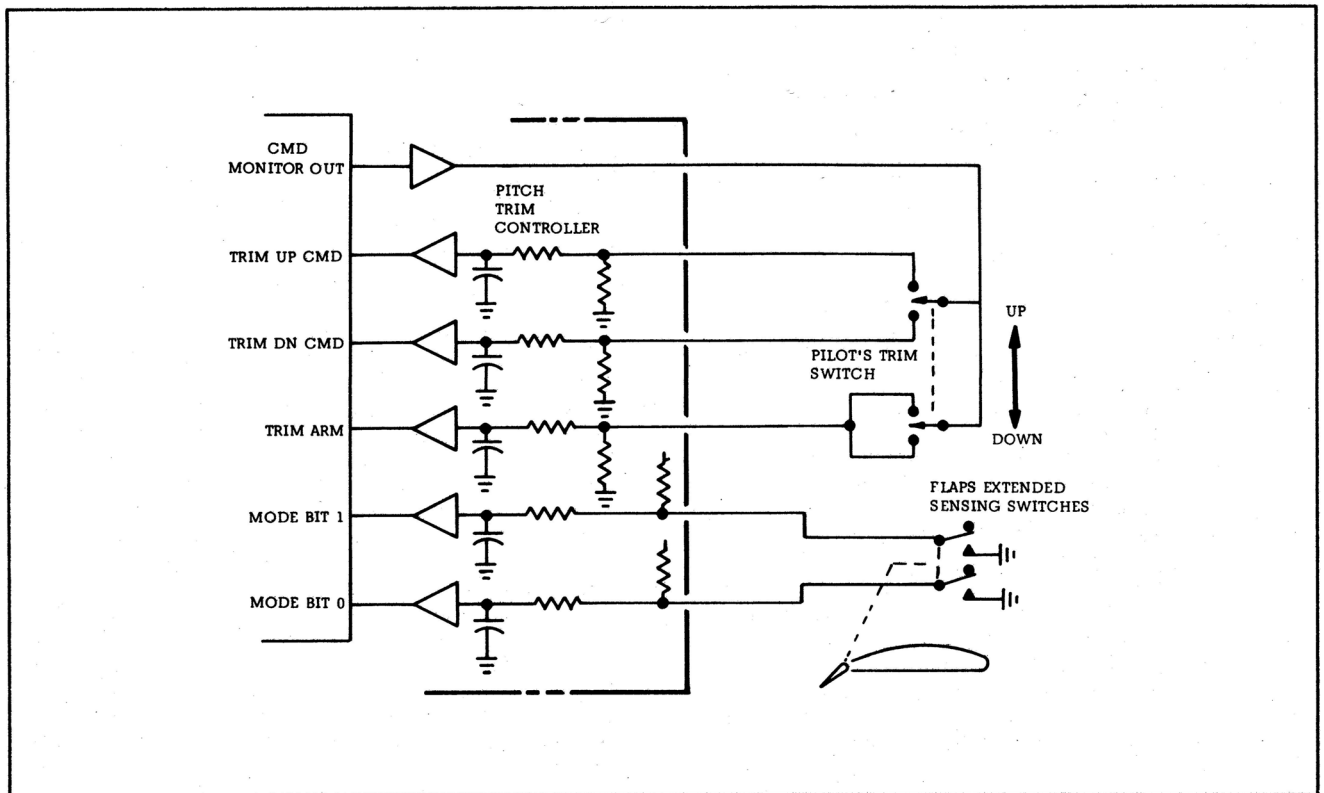 CMD
MONITOR OUT
PITCH
TRIM
CONTROLLER
TRIM UP CMD
TRIM DN CMD
UP
PILOT'S TRIM
SWITCH
TRIM ARM
DOWN
FLAPS EXTENDED
SENSING SWITCHES
MODE BIT 1
MODE BIT 0